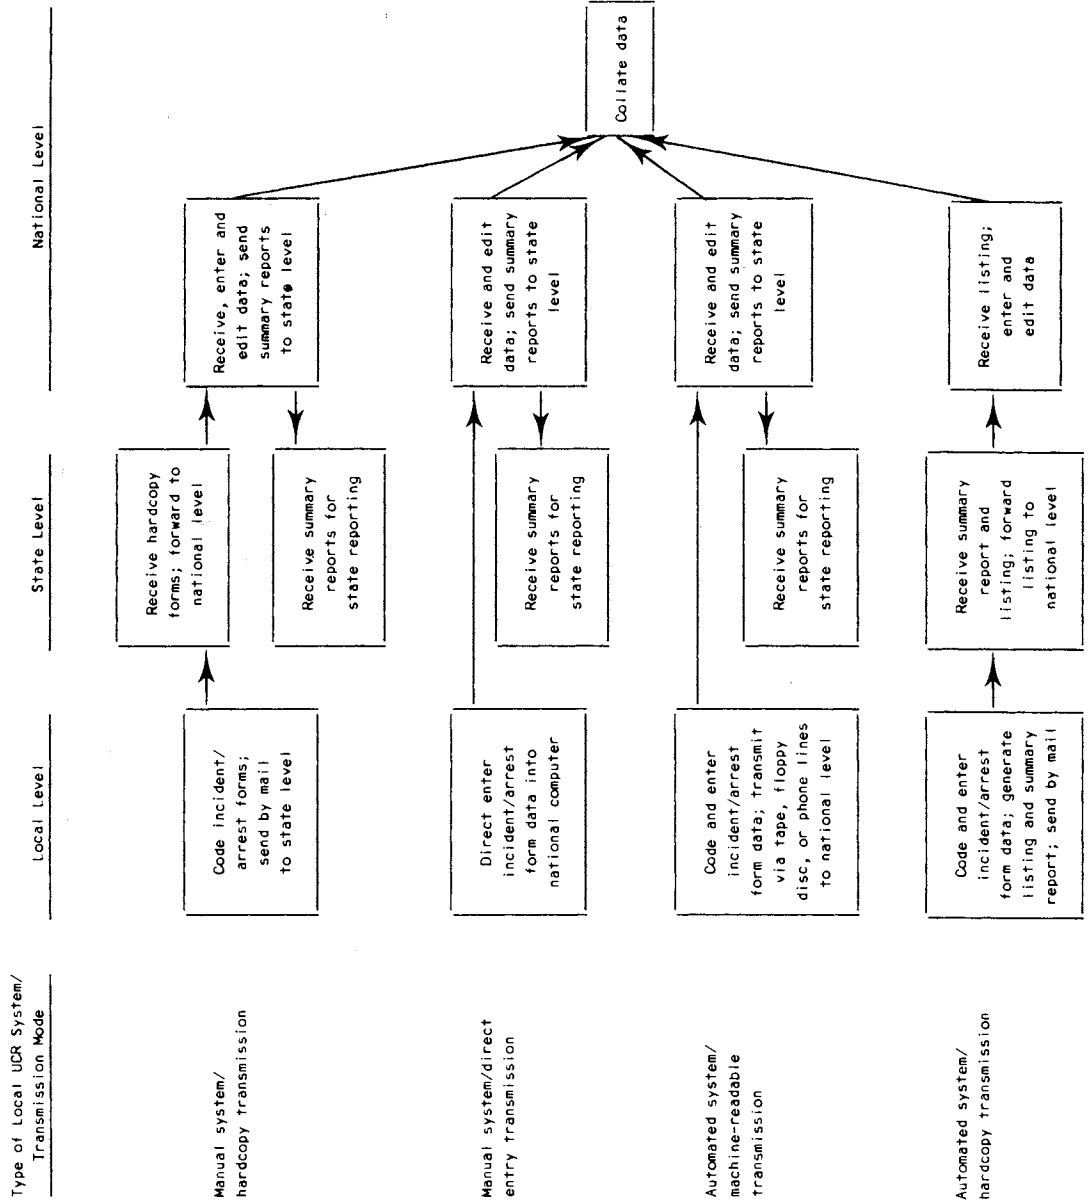 Type of Local UCR System/
Transmission Mode
Local Level
State Level
National Level
Manual system/
hardcopy transmission
Code incident/
arrest forms;
send by mail
to state level
Receive hardcopy
forms; forward to
national level
Receive summary
reports for
state reporting
Receive, enter and
edit data; send
summary reports
to state level
Manual system/direct
entry transmission
Direct enter
incident/arrest
form data into
national computer
Receive summary
reports for
state reporting
Receive and edit
data; send summary
reports to state
level
Collate data
Automated system/
machine-readable
transmission
Code and enter
incident/arrest
form data; transmit
via tape, floppy
disc, or phone lines
to national level
Receive summary
reports for
state reporting
Receive and edit
data; send summary
reports to state
level
Automated system/
hardcopy transmission
Code and enter
incident/arrest
form data; generate
listing and summary
report; send by mail
Receive summary
report and
listing; forward
listing to
national level
Receive listing;
enter and
edit data